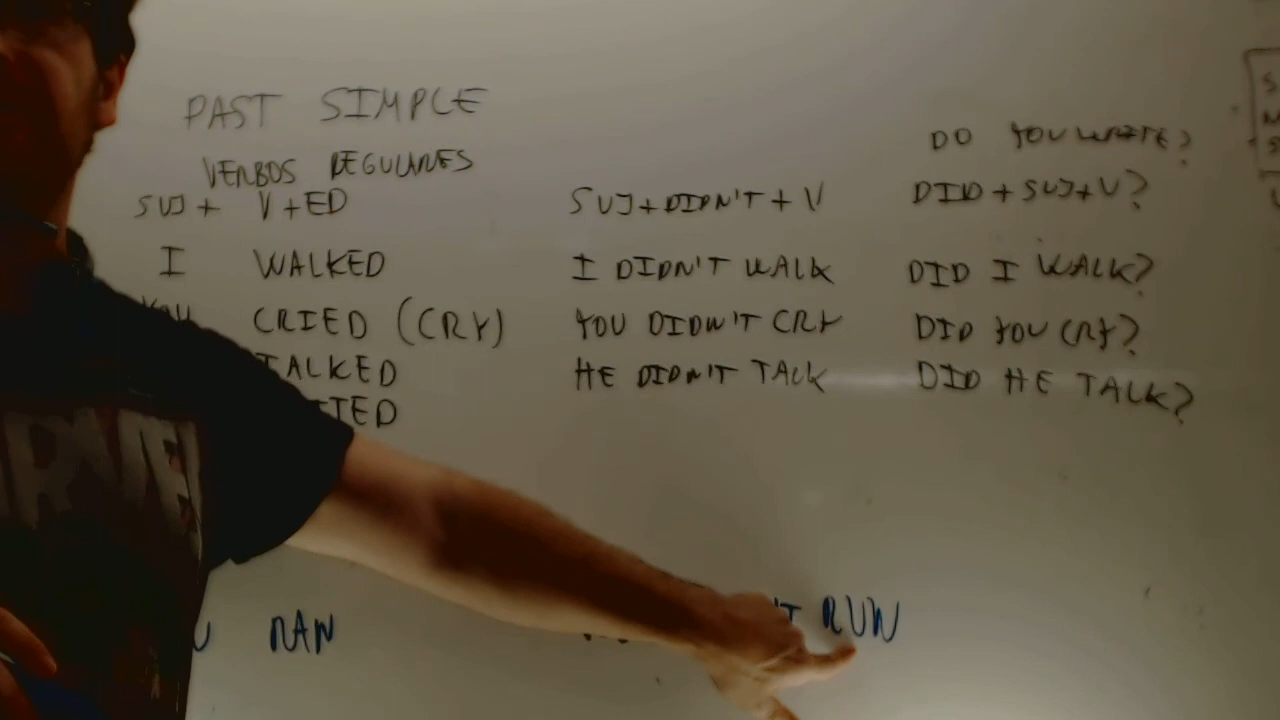 PAST SIMPLE
VERBOS REGULARES
DO YOU WRITE?
SUJ + V+ED SUJ+DIDN'T + V DID + SUJ+V?
I WALKED I DIDN'T WALK DID I WALK?
YOU CRIED (CRY) YOU DIDN'T CRY DID YOU CRY?
TALKED HE DIDN'T TALK DID HE TALK?
RAN RUN